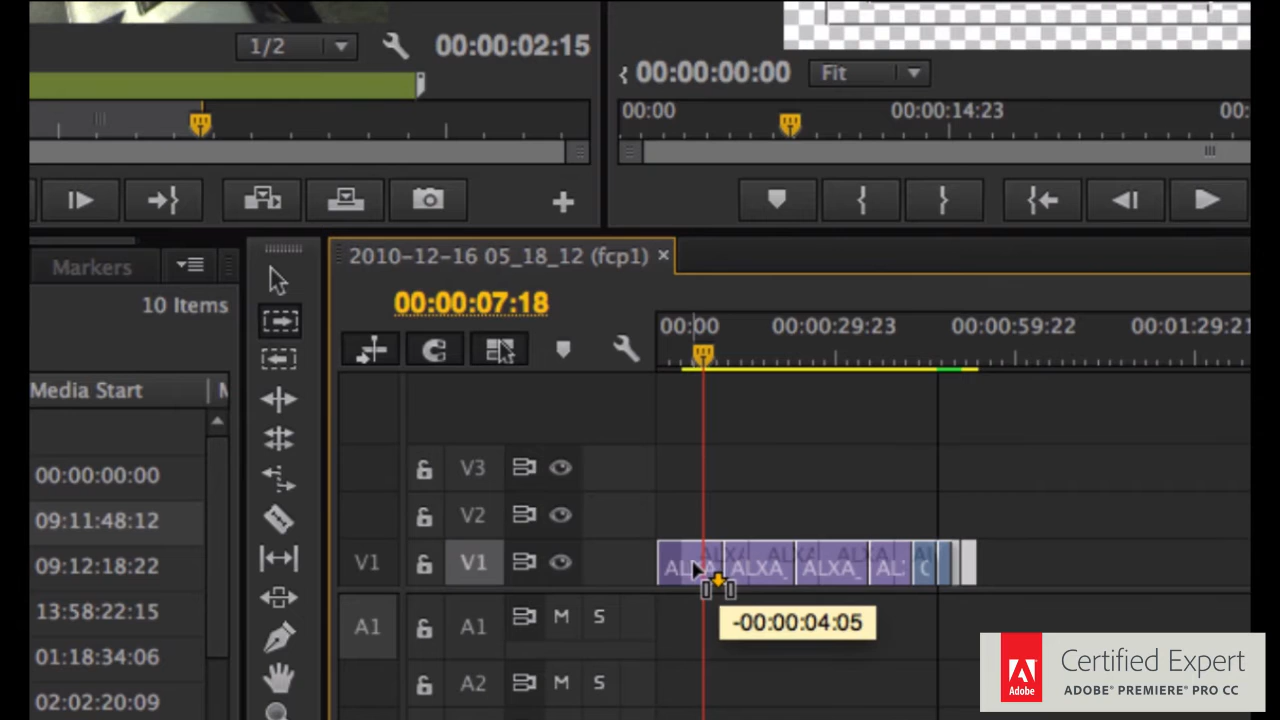 1/2
00:00:02:15
00:00:00:00
Fit
00:00
00:00:14:23
00:
Markers
10 Items
Media Start
00:00:00:00
09:11:48:12
09:12:18:22
13:58:22:15
01:18:34:06
02:02:20:09
2010-12-16 05_18_12 (fcp1)
00:00:07:18
00:00
00:00:29:23
00:00:59:22
00:01:29:21
V3
V2
V1
V1
ALXA_
ALXA_
A1
A1
M
S
A2
M
S
-00:00:04:05
Adobe
Certified Expert
ADOBE® PREMIERE® PRO CC